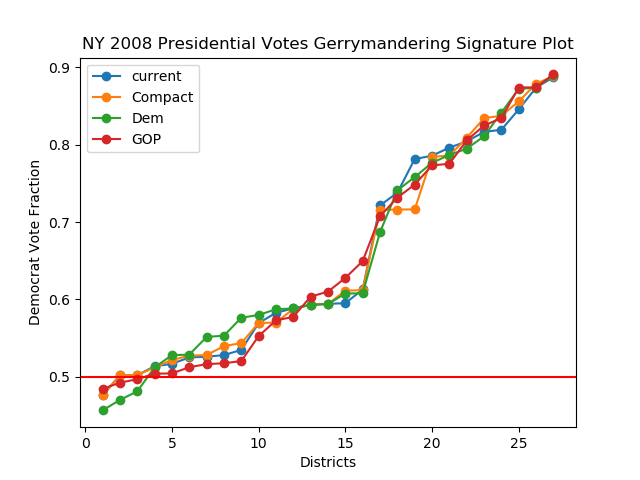 NY 2008 Presidential Votes Gerrymandering Signature Plot
current
Compact
Dem
GOP
Democrat Vote Fraction
0.9
0.8
0.7
0.6
0.5
0 5 10 15 20 25
Districts